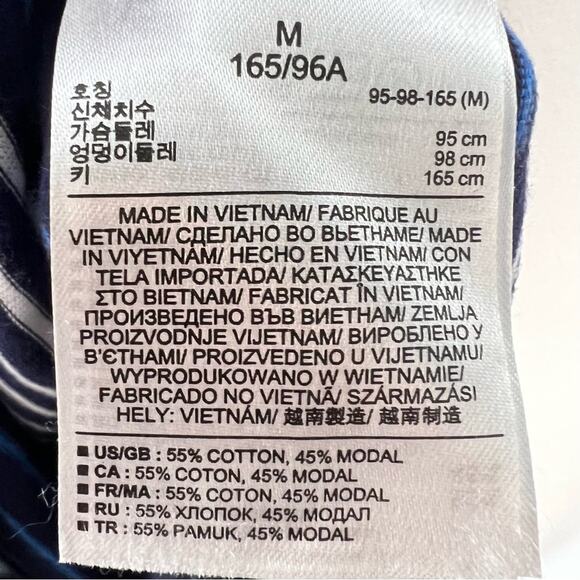 M
165/96A
호칭 95-98-165 (M)
신체치수
가슴둘레 95 cm
엉덩이둘레 98 cm
키 165 cm
MADE IN VIETNAM/ FABRIQUE AU
VIETNAM/ СДЕЛАНО ВО ВЬЕТНАМЕ/ MADE
IN VIYETNÁM/ HECHO EN VIETNAM/ CON
TELA IMPORTADA/ ΚΑΤΑΣΚΕΥΑΣΤΗΚΕ
ΣΤΟ ΒΙΕΤΝΑΜ/ FABRICAT ÎN VIETNAM/
ПРОИЗВЕДЕНО ВЪВ ВИЕТНАМ/ ZEMLJA
PROIZVODNJE VIJETNAM/ ВИРОБЛЕНО У
В'ЄТНАМІ/ PROIZVEDENO U VIJETNAMU/
WYPRODUKOWANO W WIETNAMIE/
FABRICADO NO VIETNÃ/ SZÁRMAZÁSI
HELY: VIETNÁM/ 越南製造/ 越南制造
US/GB : 55% COTTON, 45% MODAL
CA : 55% COTON, 45% MODAL
FR/MA : 55% COTON, 45% MODAL
RU : 55% ХЛОПОК, 45% МОДАЛ
TR : 55% PAMUK, 45% MODAL